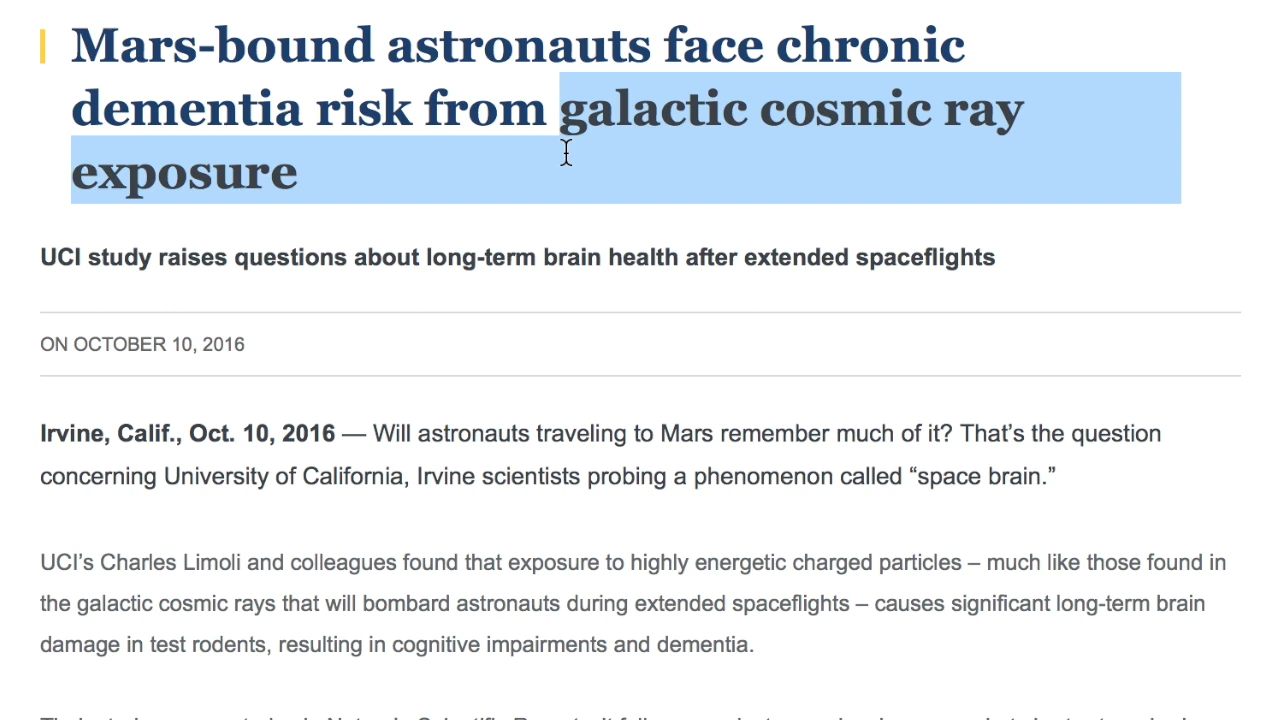 Mars-bound astronauts face chronic
dementia risk from galactic cosmic ray
exposure
UCI study raises questions about long-term brain health after extended spaceflights
ON OCTOBER 10, 2016
Irvine, Calif., Oct. 10, 2016 — Will astronauts traveling to Mars remember much of it? That’s the question
concerning University of California, Irvine scientists probing a phenomenon called “space brain.”
UCI’s Charles Limoli and colleagues found that exposure to highly energetic charged particles – much like those found in
the galactic cosmic rays that will bombard astronauts during extended spaceflights – causes significant long-term brain
damage in test rodents, resulting in cognitive impairments and dementia.